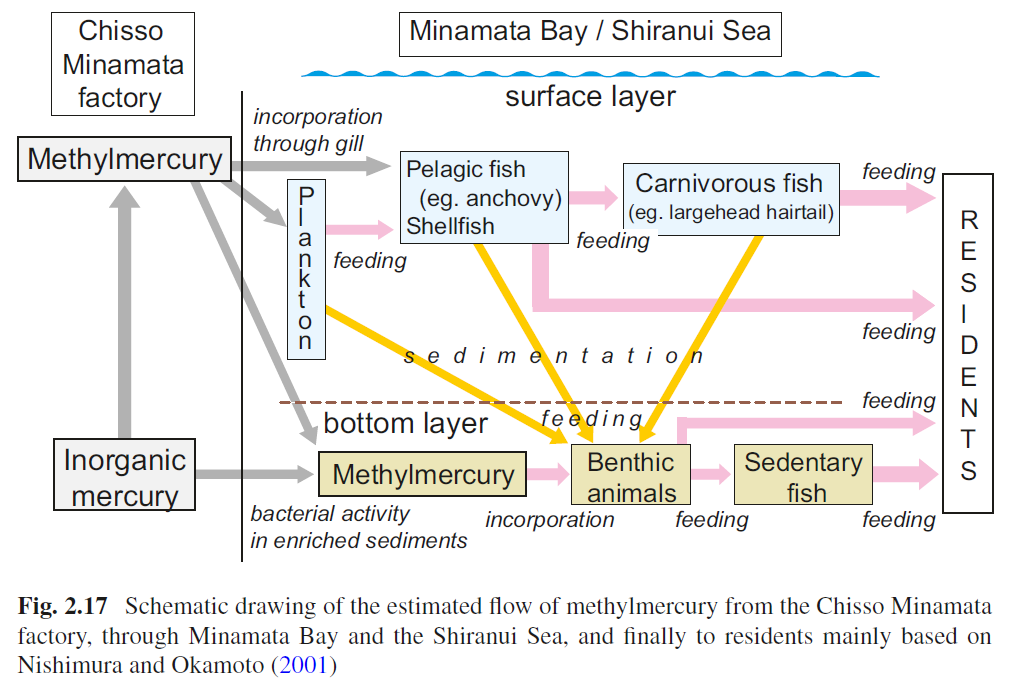 Chisso
Minamata
factory
Minamata Bay / Shiranui Sea
surface layer
incorporation
through gill
Methylmercury
Plankton
feeding
Pelagic fish
(eg. anchovy)
Shellfish
feeding
Carnivorous fish
(eg. largehead hairtail)
feeding
feeding
RESIDENTS
sedimentation
bottom layer
feeding
feeding
Inorganic
mercury
Methylmercury
Benthic
animals
Sedentary
fish
bacterial activity
in enriched sediments
incorporation
feeding
feeding
Fig. 2.17 Schematic drawing of the estimated flow of methylmercury from the Chisso Minamata
factory, through Minamata Bay and the Shiranui Sea, and finally to residents mainly based on
Nishimura and Okamoto (2001)